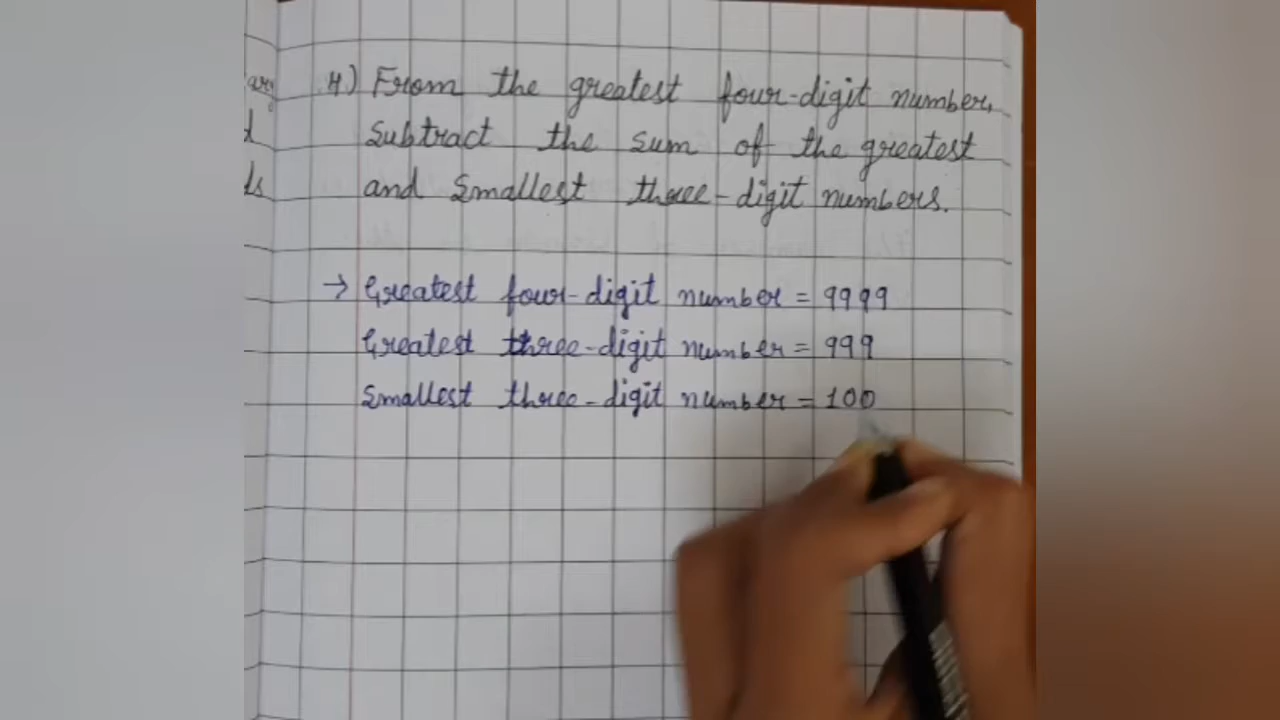 4) From the greatest four-digit number,
subtract the sum of the greatest
and smallest three-digit numbers.
→ Greatest four-digit number = 9999
Greatest three-digit number = 999
Smallest three-digit number = 100